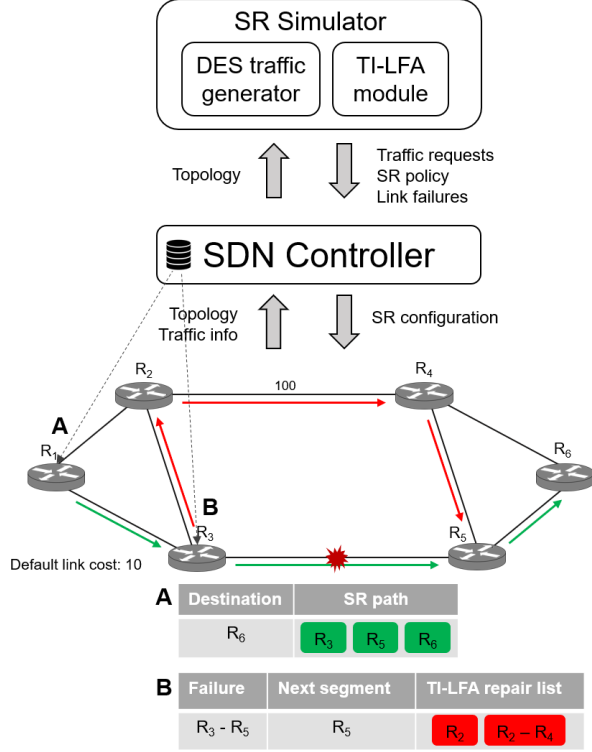 SR Simulator
DES traffic
generator
TI-LFA
module
Topology
Traffic requests
SR policy
Link failures
SDN Controller
Topology
Traffic info
SR configuration
R2
R4
100
A
R1
R6
B
R3
R5
Default link cost: 10
A
Destination
SR path
R6
R3
R5
R6
B
Failure
Next segment
TI-LFA repair list
R3 - R5
R5
R2
R2 – R4